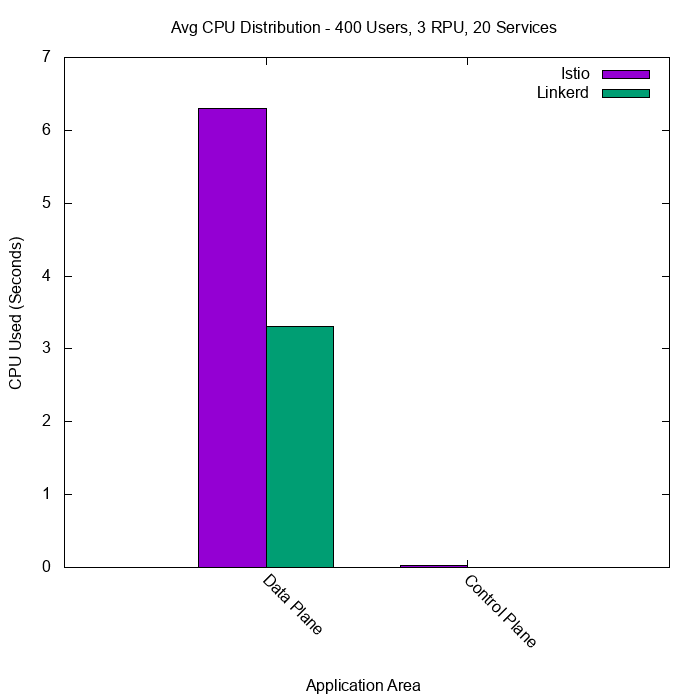 Avg CPU Distribution - 400 Users, 3 RPU, 20 Services
7
6
5
4
3
2
1
0
CPU Used (Seconds)
Istio
Linkerd
Data Plane
Control Plane
Application Area